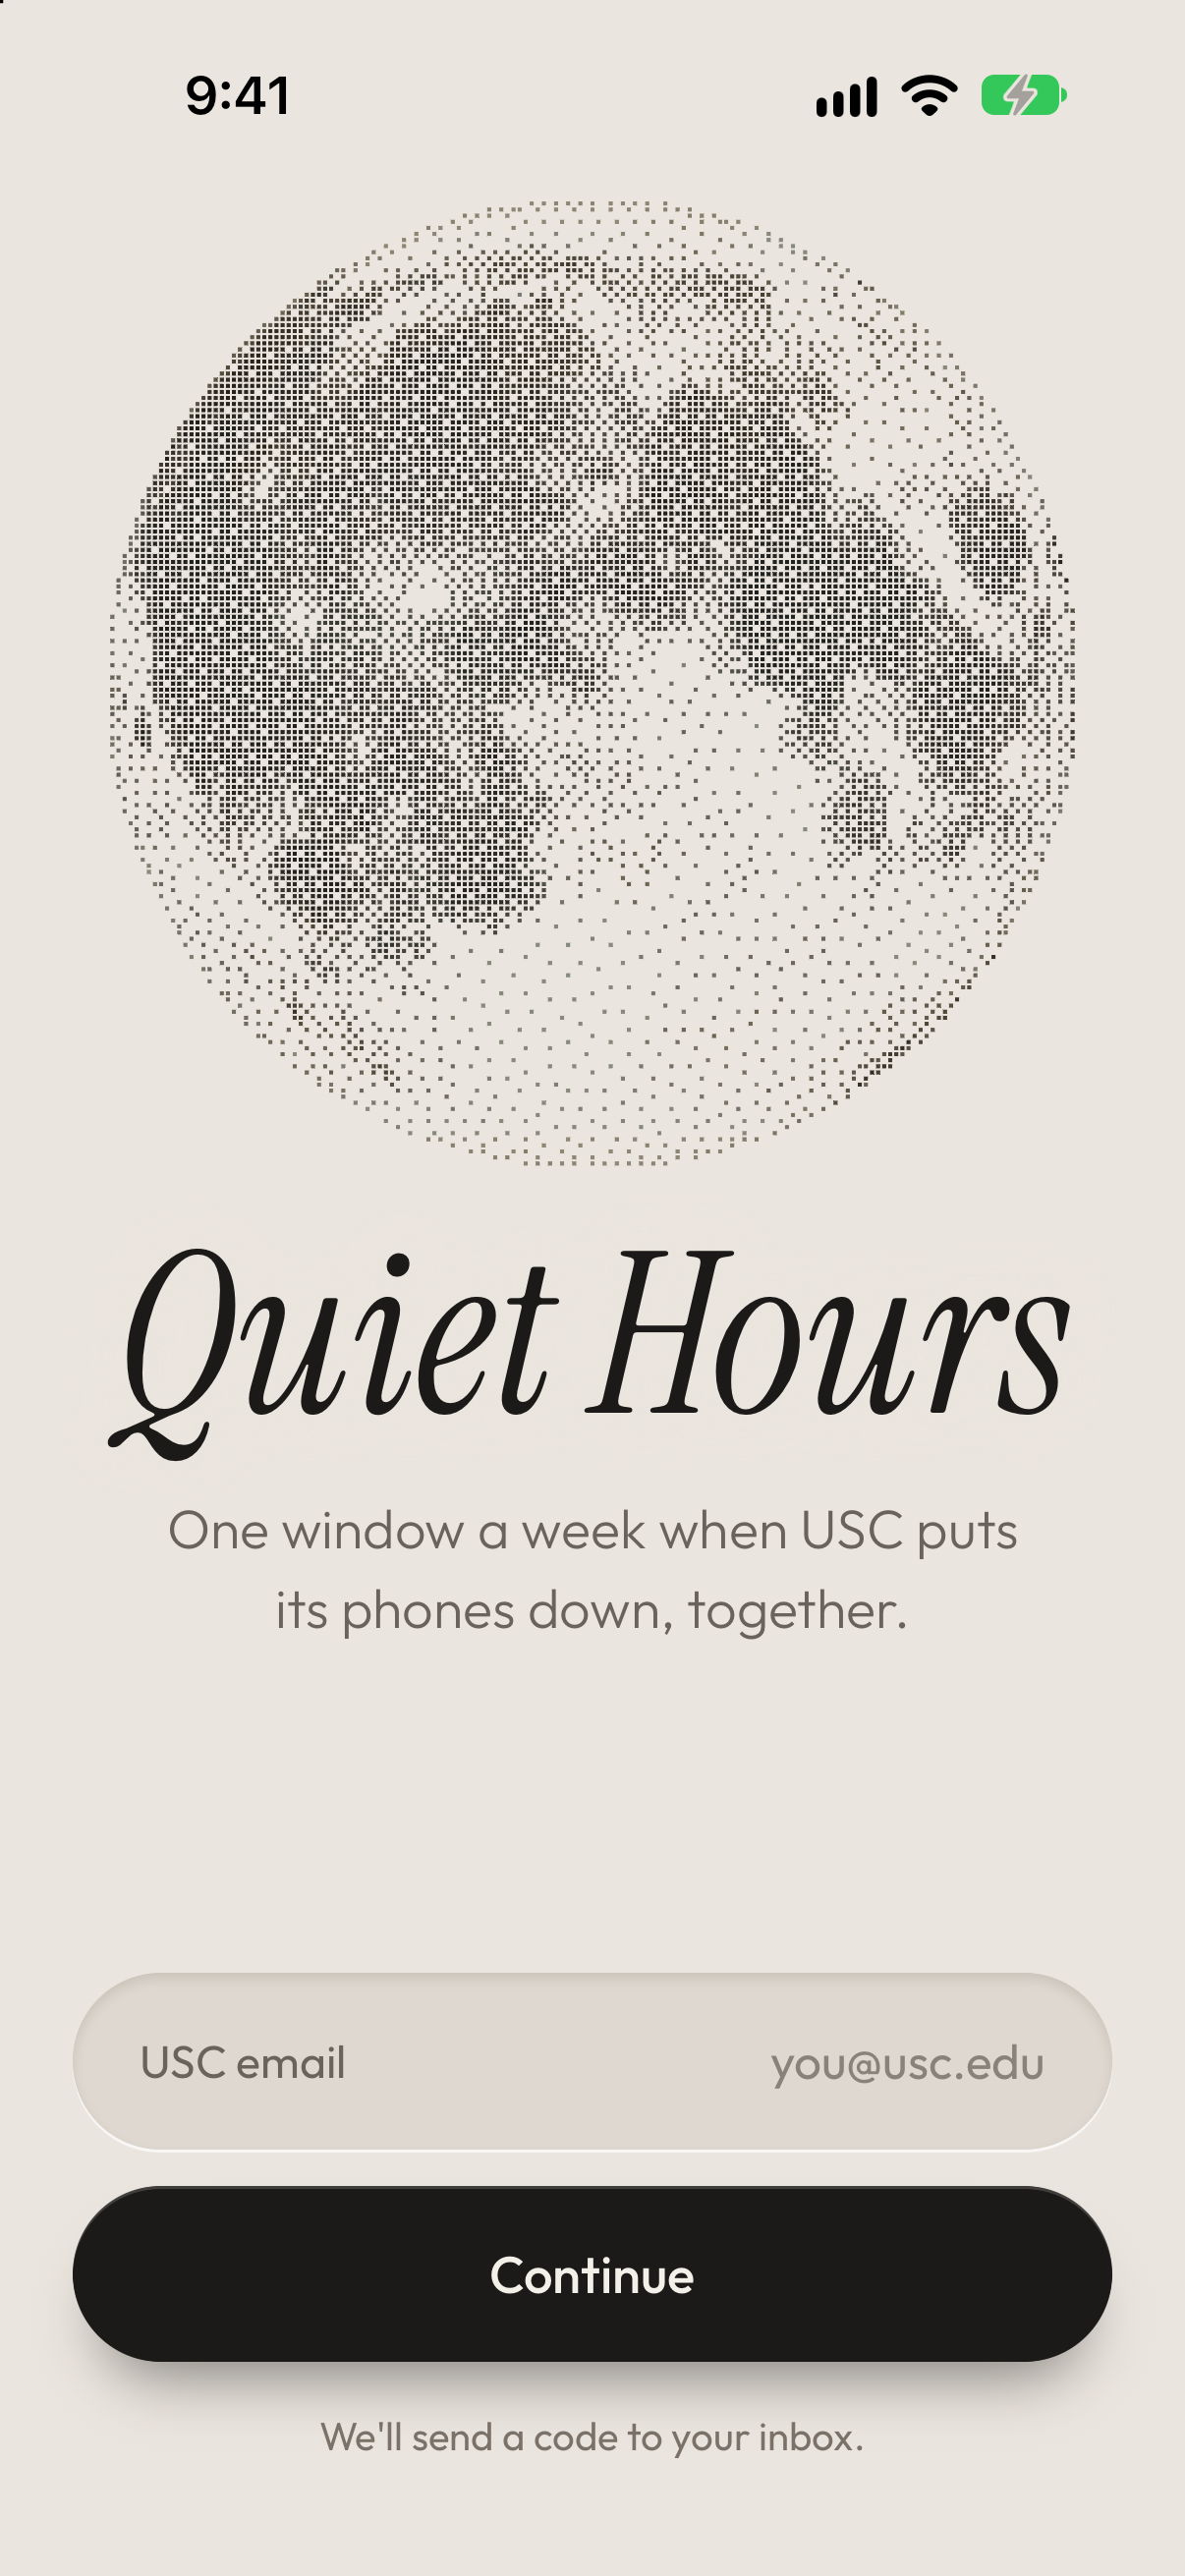 9:41
Quiet Hours
One window a week when USC puts
its phones down, together.
USC email you@usc.edu
Continue
We'll send a code to your inbox.